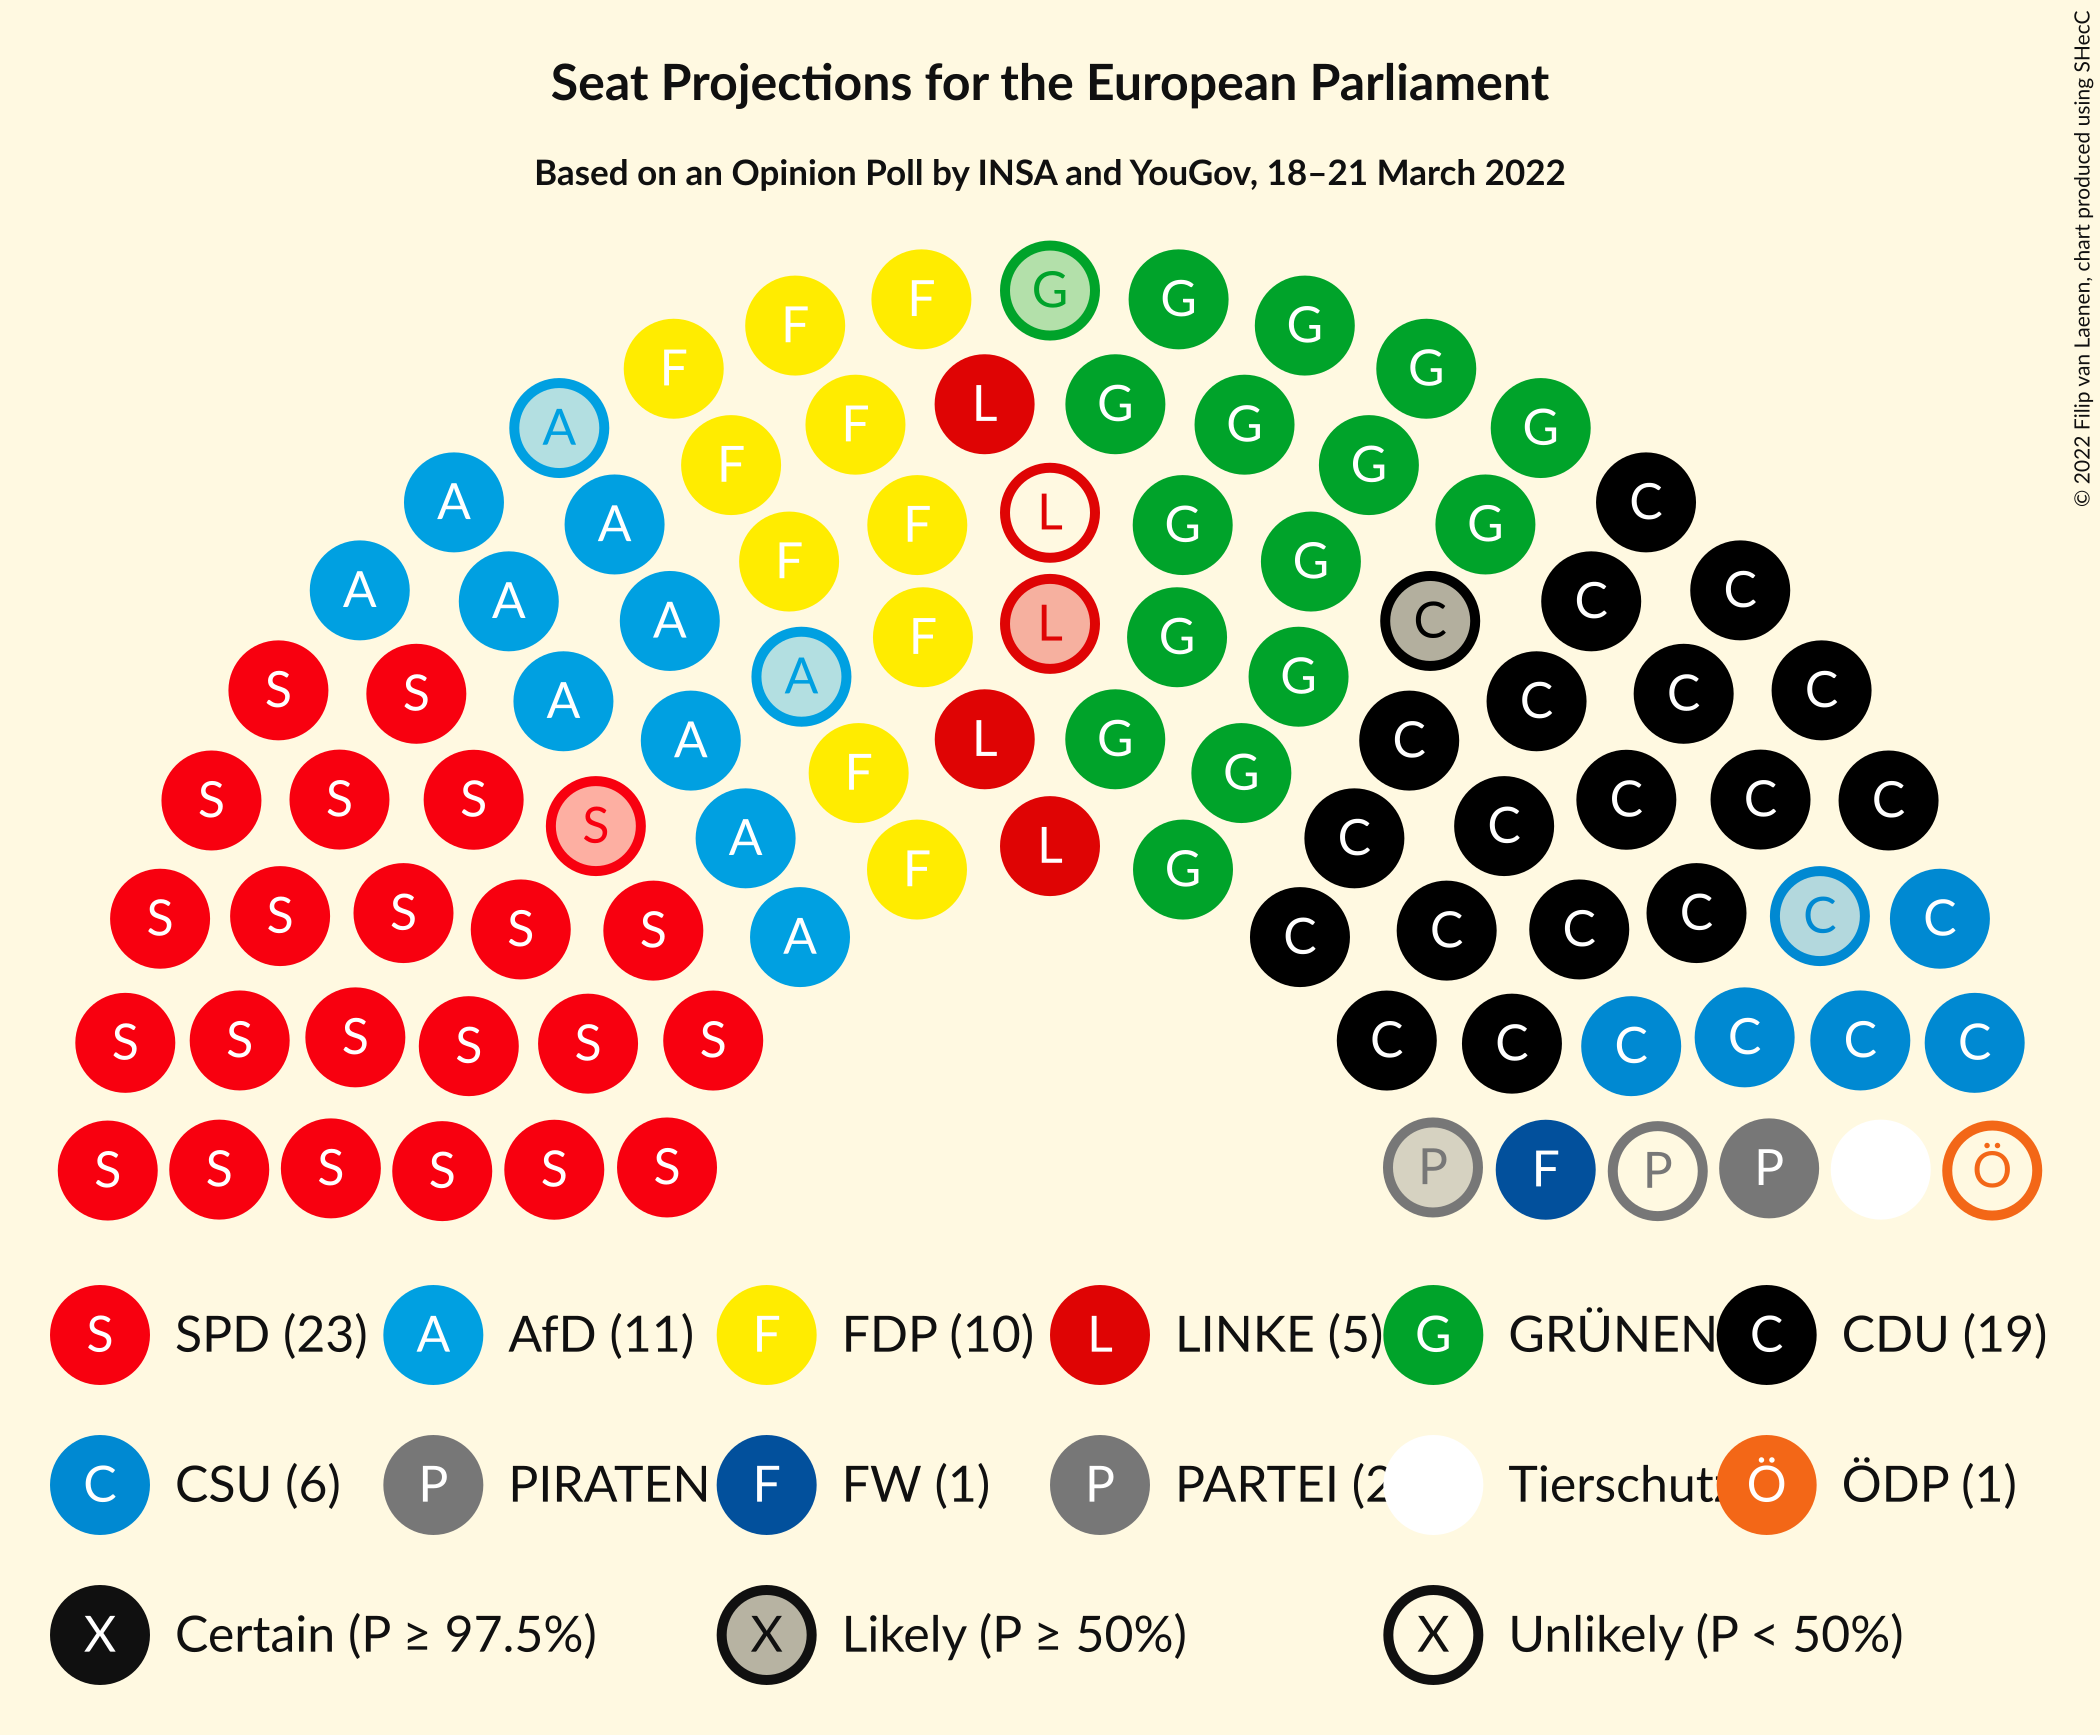 Seat Projections for the European Parliament
Based on an Opinion Poll by INSA and YouGov, 18–21 March 2022
© 2022 Filip van Laenen, chart produced using SHecC
F F G G G
F G
F F L G G
A G
A F G C
A F L G
A A F G G C
A A F L G C C
S S A A G C C C
A F L G C
S S S S A C C C C C
L
F G
S S S S S A C C C C C C
S S S S S S C C C C C C
S S S S S S P F P P Ö
S SPD (23) A AfD (11) F FDP (10) L LINKE (5) G GRÜNEN C CDU (19)
C CSU (6) P PIRATEN F FW (1) P PARTEI (2 Tierschutz Ö ÖDP (1)
X Certain (P ≥ 97.5%) X Likely (P ≥ 50%) X Unlikely (P < 50%)